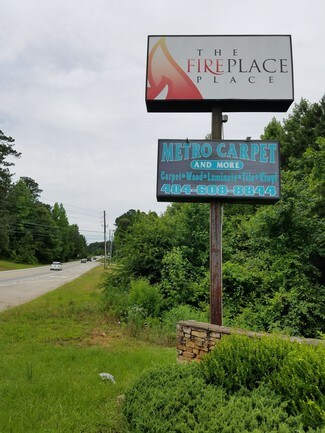 THE
FIREPLACE
PLACE
METRO CARPET
AND MORE
Carpet•Wood•Laminate•Tile•Vinyl
404-608-8844